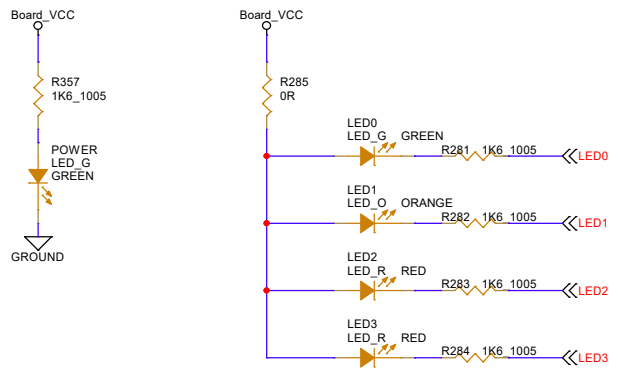 Board_VCC
R357
1K6_1005
POWER
LED_G
GREEN
GROUND
Board_VCC
R285
0R
LED0
LED_G GREEN
R281 1K6_1005
LED0
LED1
LED_O ORANGE
R282 1K6_1005
LED1
LED2
LED_R RED
R283 1K6_1005
LED2
LED3
LED_R RED
R284 1K6_1005
LED3